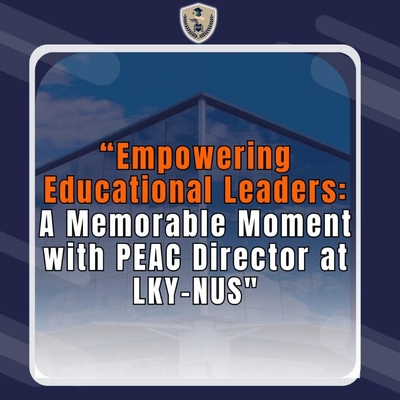 “Empowering
Educational Leaders:
A Memorable Moment
with PEAC Director at
LKY-NUS"